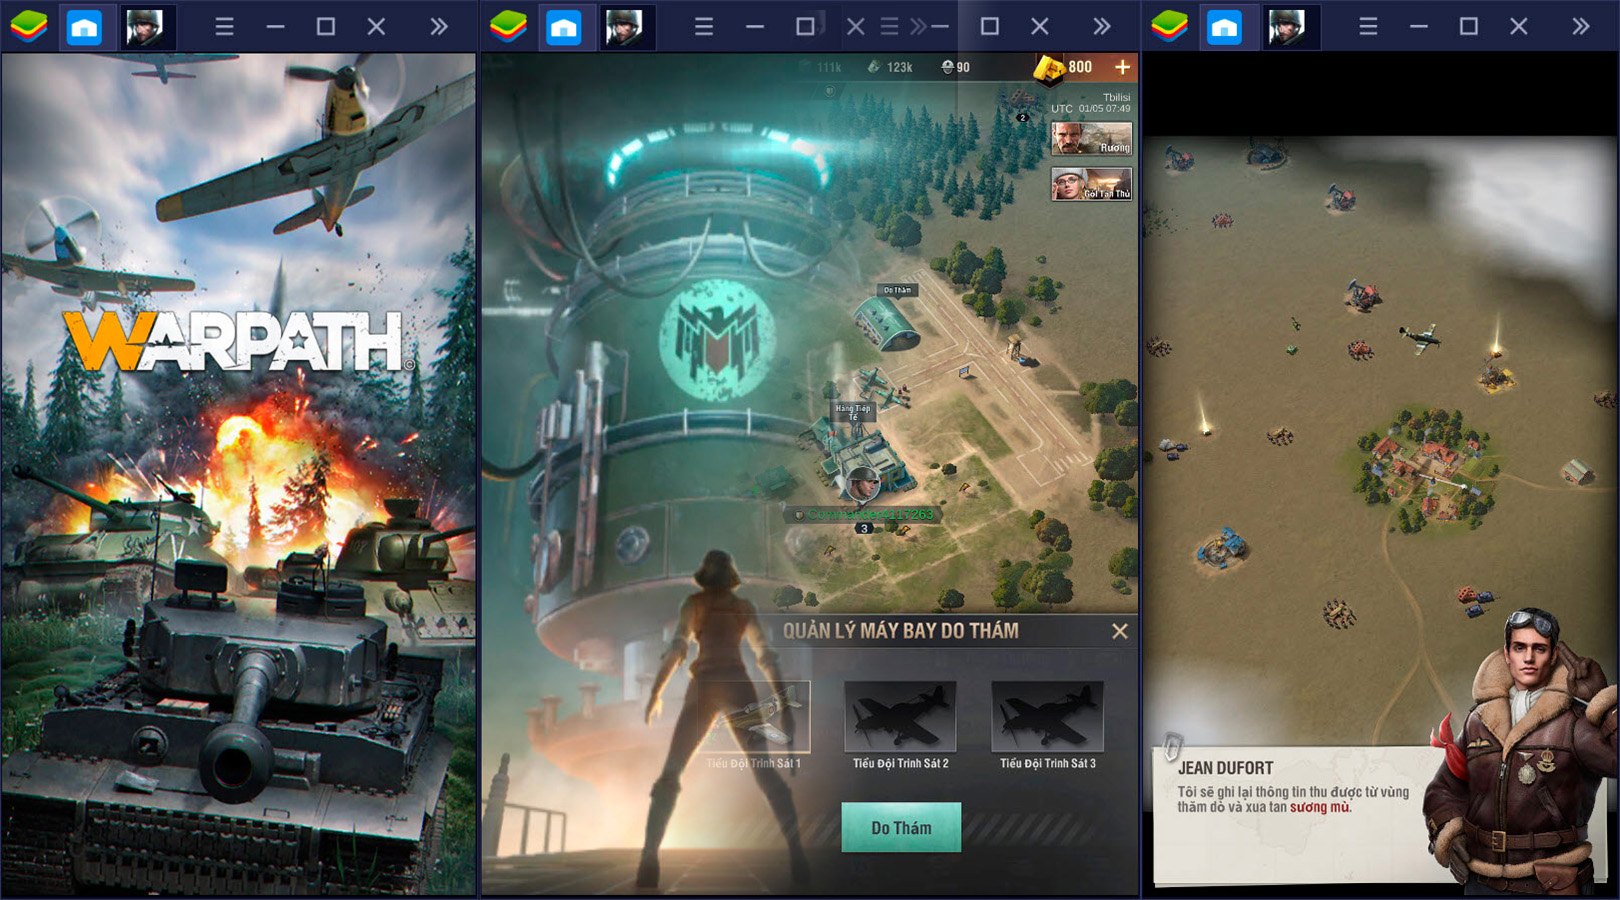 WARPATH
©
111k
123k
90
800
Tbilisi
UTC 01/05 07:49
2
Rương
Gói Tân Thủ
Do Thám
Hàng Tiếp
Tế
Commander4117263
3
QUẢN LÝ MÁY BAY DO THÁM
Tiểu Đội Trinh Sát 1
Tiểu Đội Trinh Sát 2
Tiểu Đội Trinh Sát 3
Do Thám
JEAN DUFORT
Tôi sẽ ghi lại thông tin thu được từ vùng
thăm dò và xua tan sương mù.